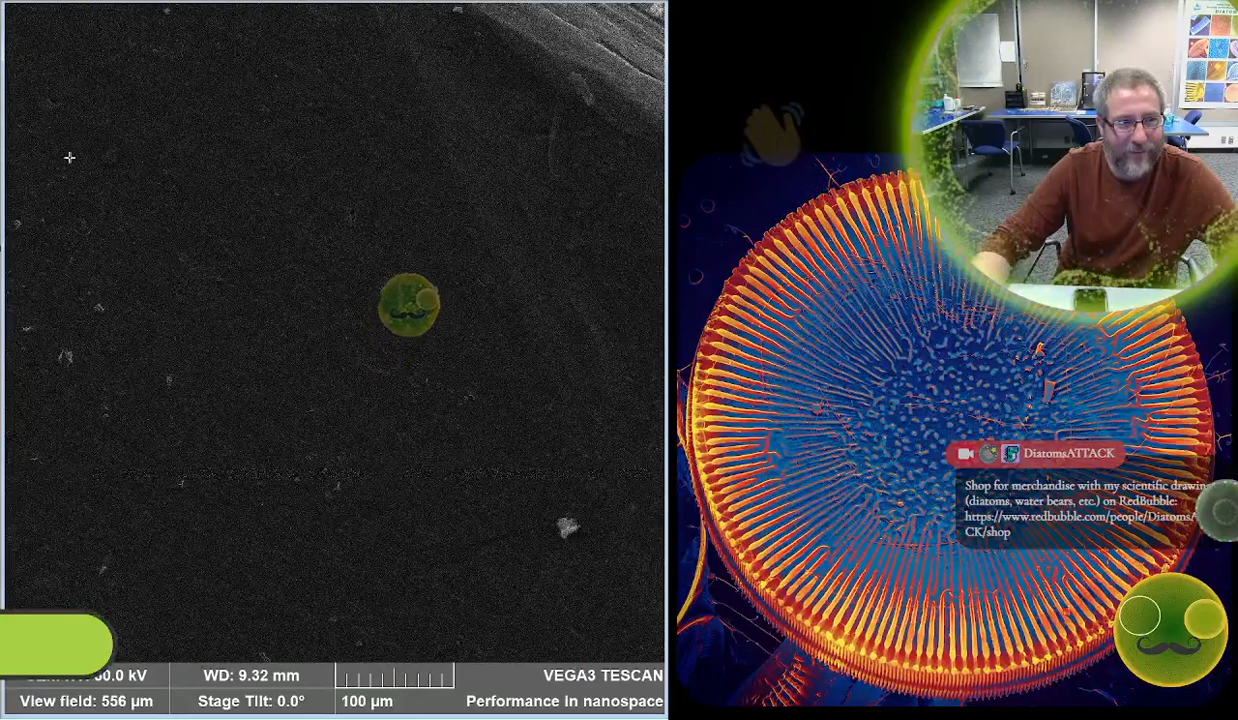 WD: 9.32 mm
VEGA3 TESCAN
View field: 556 µm
Stage Tilt: 0.0°
100 µm
Performance in nanospace
DiatomsATTACK
Shop for merchandise with my scientific
(diatoms, water bears, etc.) on RedBubble:
https://www.redbubble.com/people/DiatomsA
CK/shop